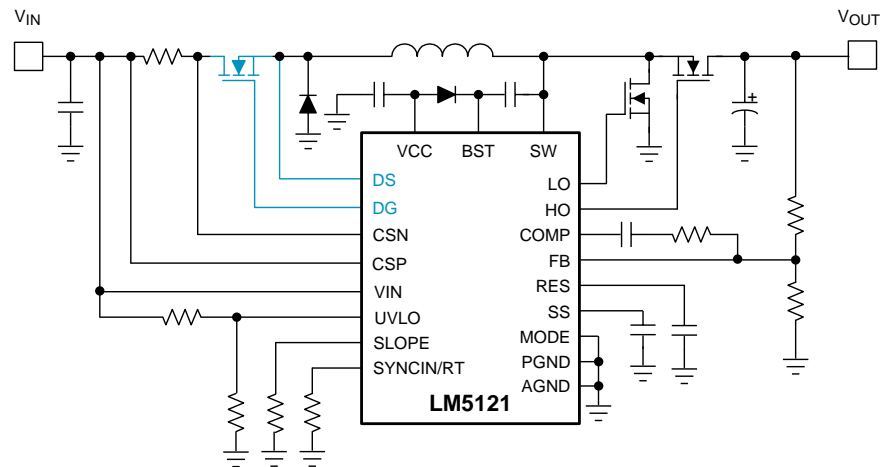 VIN
VOUT
+
VCC BST SW
DS
DG
CSN
CSP
VIN
UVLO
SLOPE
SYNCIN/RT
LO
HO
COMP
FB
RES
SS
MODE
PGND
AGND
LM5121